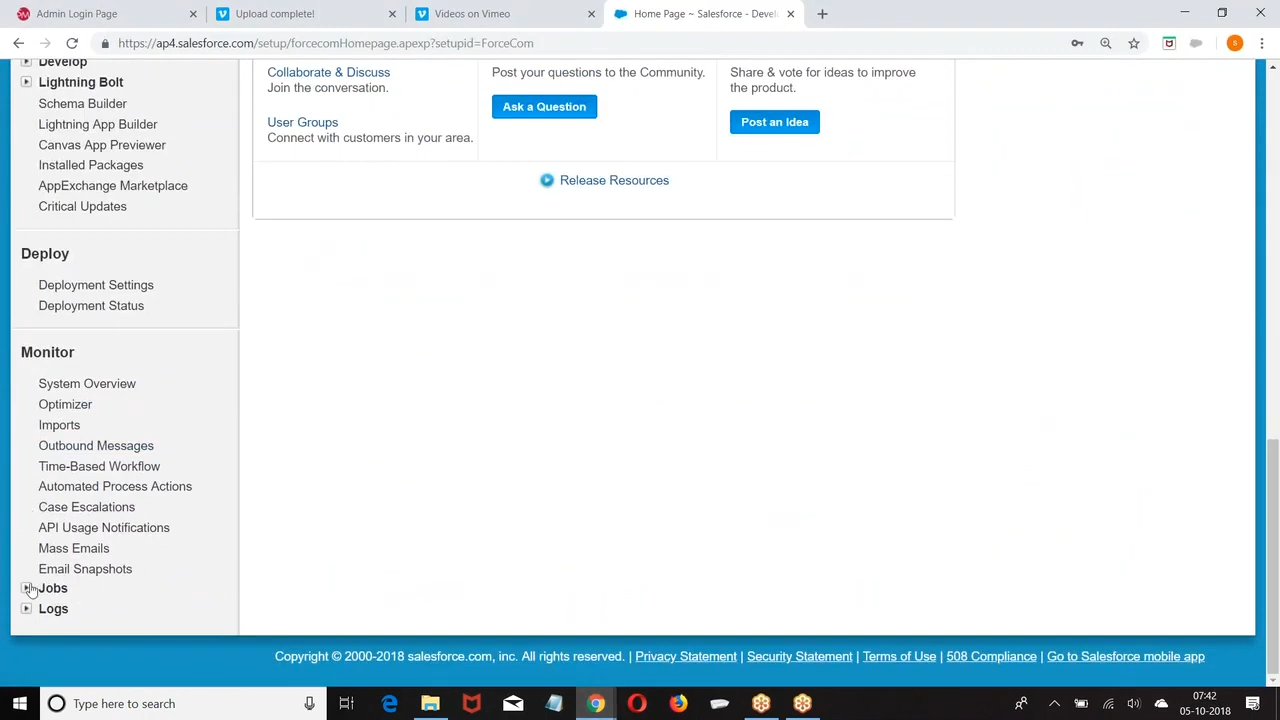 Admin Login Page
Upload complete!
Videos on Vimeo
Home Page ~ Salesforce - Devel
https://ap4.salesforce.com/setup/forcecomHomepage.apexp?setupid=ForceCom
S
Develop
Lightning Bolt
Schema Builder
Lightning App Builder
Canvas App Previewer
Installed Packages
AppExchange Marketplace
Critical Updates
Deploy
Deployment Settings
Deployment Status
Monitor
System Overview
Optimizer
Imports
Outbound Messages
Time-Based Workflow
Automated Process Actions
Case Escalations
API Usage Notifications
Mass Emails
Email Snapshots
Jobs
Logs
Collaborate & Discuss
Join the conversation.
User Groups
Connect with customers in your area.
Post your questions to the Community.
Ask a Question
Share & vote for ideas to improve
the product.
Post an Idea
Release Resources
Copyright © 2000-2018 salesforce.com, inc. All rights reserved. | Privacy Statement | Security Statement | Terms of Use | 508 Compliance | Go to Salesforce mobile app
Type here to search
07:42
05-10-2018